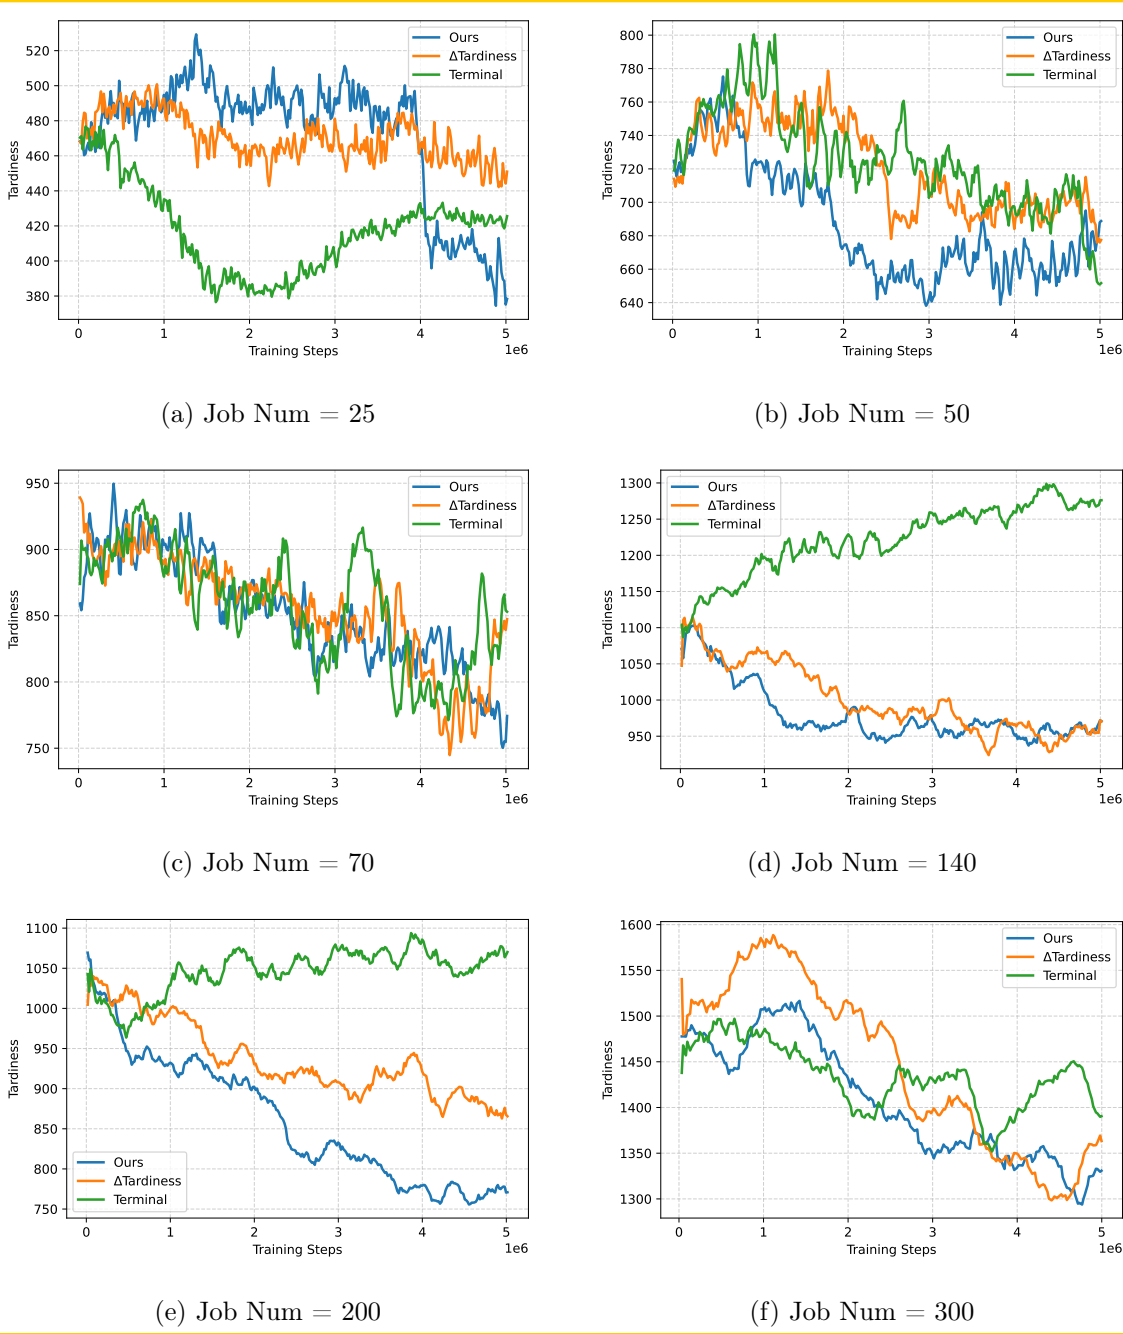 Ours
ΔTardiness
Terminal
520
500
480
460
440
420
400
380
Tardiness
0 1 2 3 4 5
Training Steps
1e6
(a) Job Num = 25
Ours
ΔTardiness
Terminal
800
780
760
740
720
700
680
660
640
Tardiness
0 1 2 3 4 5
Training Steps
1e6
(b) Job Num = 50
Ours
ΔTardiness
Terminal
950
900
850
800
750
Tardiness
0 1 2 3 4 5
Training Steps
1e6
(c) Job Num = 70
Ours
ΔTardiness
Terminal
1300
1250
1200
1150
1100
1050
1000
950
Tardiness
0 1 2 3 4 5
Training Steps
1e6
(d) Job Num = 140
1100
1050
1000
950
900
850
800
750
Tardiness
Ours
ΔTardiness
Terminal
0 1 2 3 4 5
Training Steps
1e6
(e) Job Num = 200
Ours
ΔTardiness
Terminal
1600
1550
1500
1450
1400
1350
1300
Tardiness
0 1 2 3 4 5
Training Steps
1e6
(f) Job Num = 300